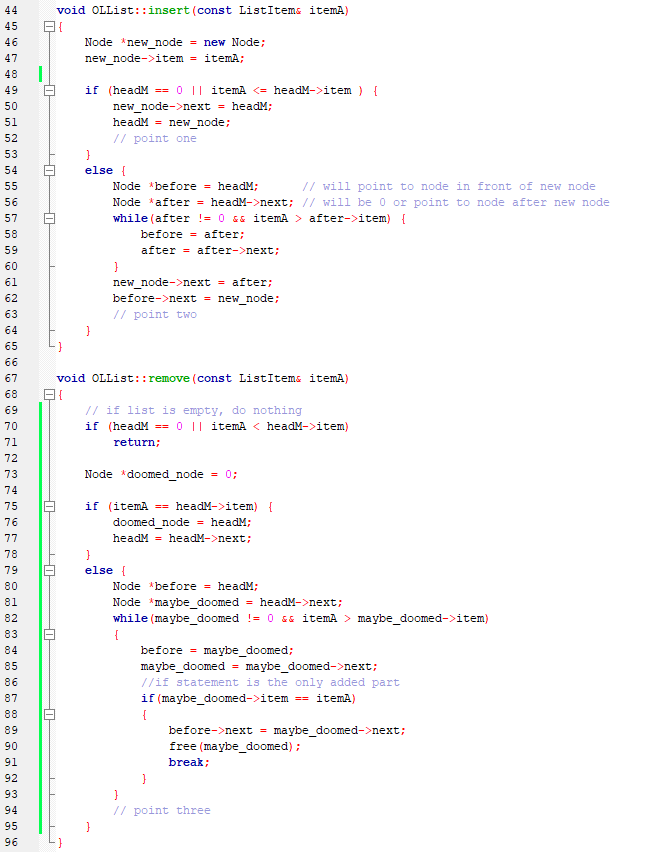 44 void OLList::insert(const ListItem& itemA)
45 {
46 Node *new_node = new Node;
47 new_node->item = itemA;
48
49 if (headM == 0 || itemA <= headM->item ) {
50 new_node->next = headM;
51 headM = new_node;
52 // point one
53 }
54 else {
55 Node *before = headM; // will point to node in front of new node
56 Node *after = headM->next; // will be 0 or point to node after new node
57 while(after != 0 && itemA > after->item) {
58 before = after;
59 after = after->next;
60 }
61 new_node->next = after;
62 before->next = new_node;
63 // point two
64 }
65 }
66
67 void OLList::remove(const ListItem& itemA)
68 {
69 // if list is empty, do nothing
70 if (headM == 0 || itemA < headM->item)
71 return;
72
73 Node *doomed_node = 0;
74
75 if (itemA == headM->item) {
76 doomed_node = headM;
77 headM = headM->next;
78 }
79 else {
80 Node *before = headM;
81 Node *maybe_doomed = headM->next;
82 while(maybe_doomed != 0 && itemA > maybe_doomed->item)
83 {
84 before = maybe_doomed;
85 maybe_doomed = maybe_doomed->next;
86 //if statement is the only added part
87 if(maybe_doomed->item == itemA)
88 {
89 before->next = maybe_doomed->next;
90 free(maybe_doomed);
91 break;
92 }
93 }
94 // point three
95 }
96 }